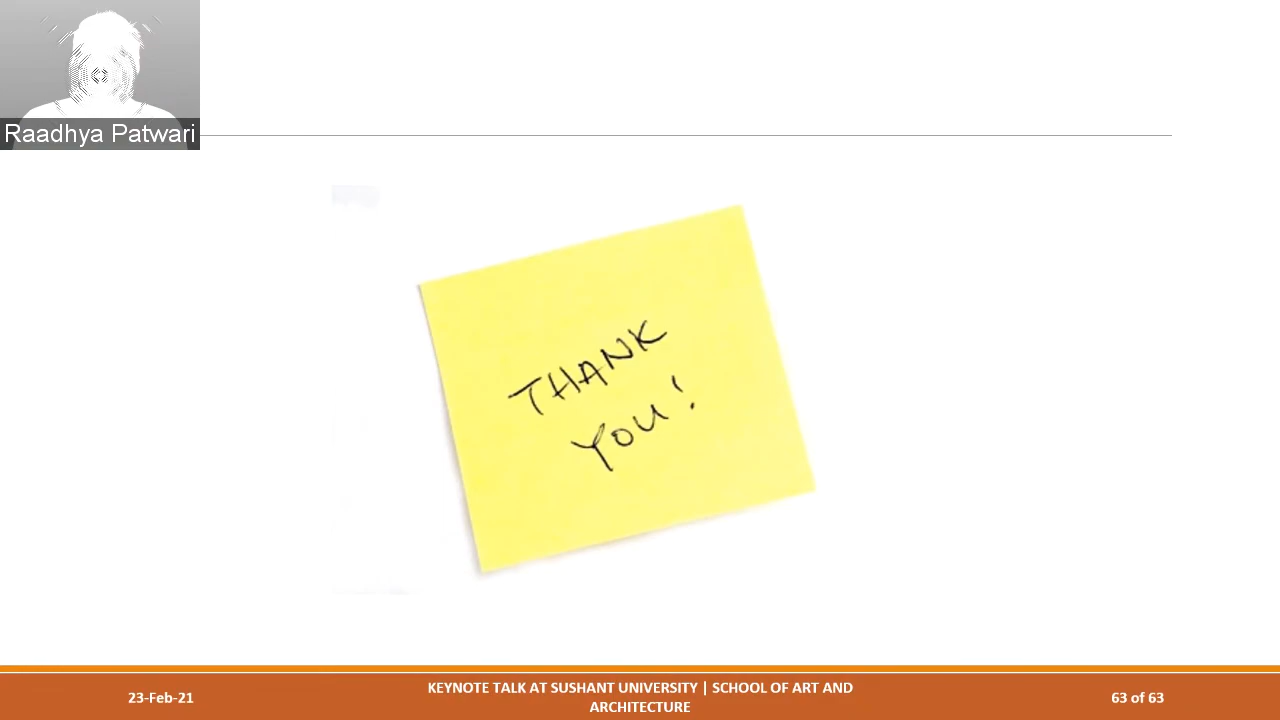 Raadhya Patwari
THANK
YOU!
23-Feb-21
KEYNOTE TALK AT SUSHANT UNIVERSITY | SCHOOL OF ART AND
ARCHITECTURE
63 of 63